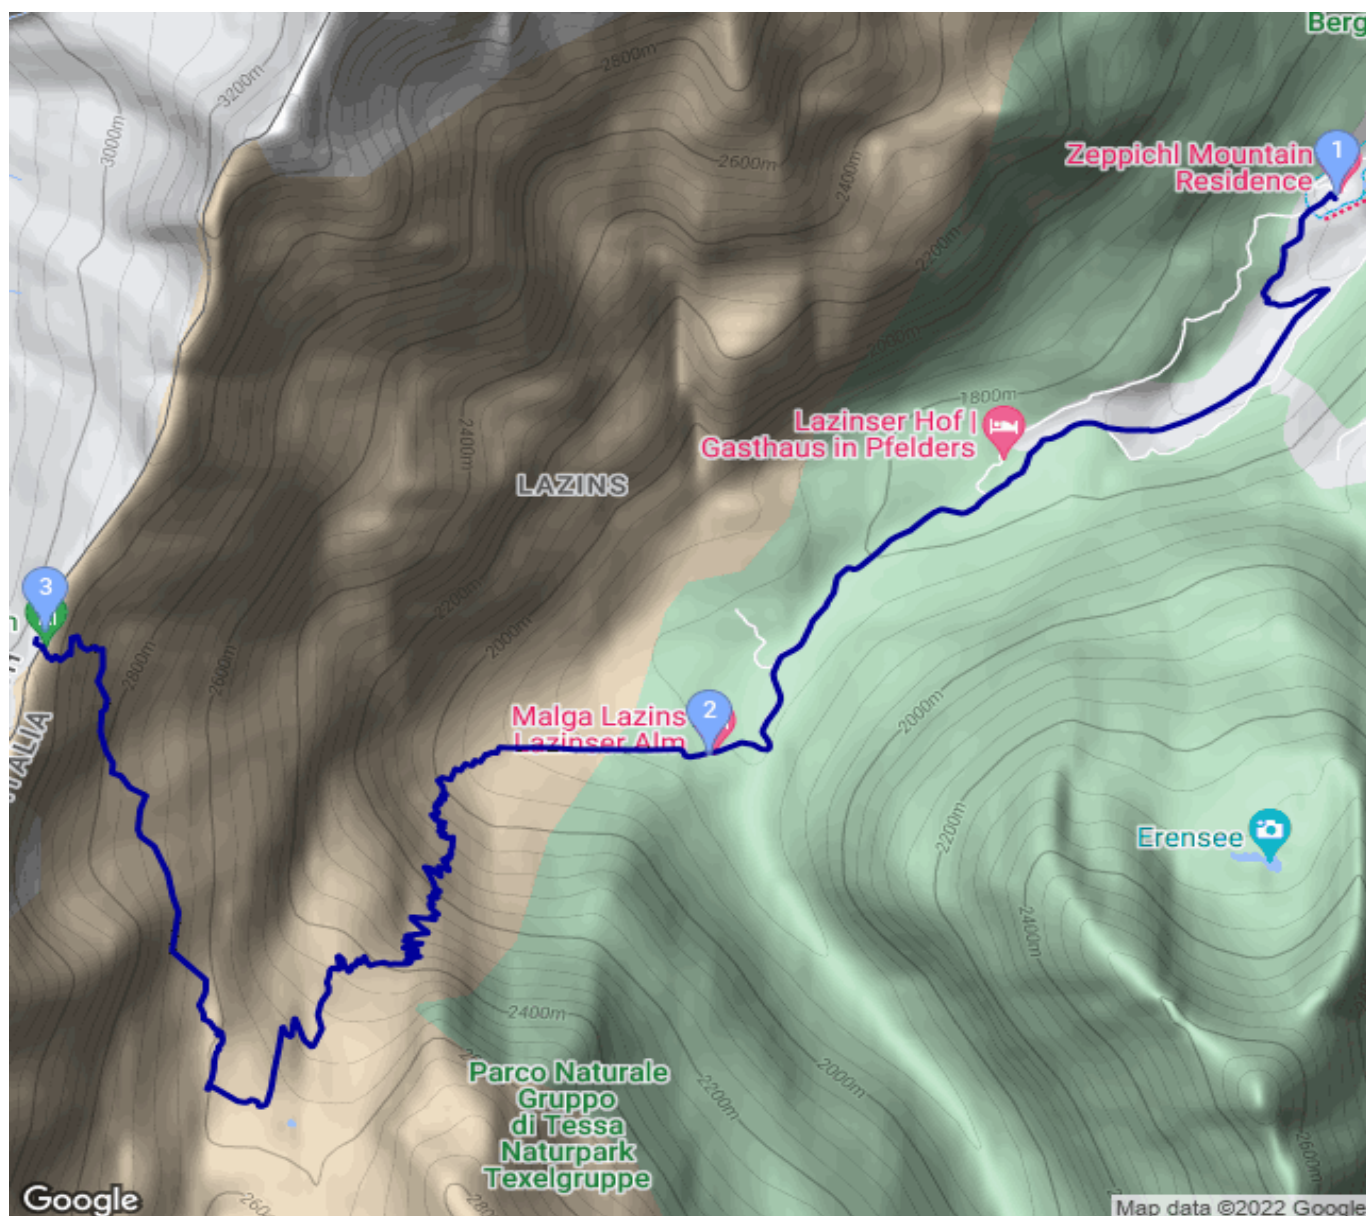 Berg
3200m
2800m
3000m
2600m
2400m
Zeppichl Mountain
Residence
1
2200m
2000m
1800m
Lazinser Hof |
Gasthaus in Pfelders
2400m
LAZINS
3
n
2200m
2000m
2800m
2600m
ITALIA
Malga Lazins
Lazinser Alm
2
2000m
2200m
Erensee
2400m
2400m
Parco Naturale
Gruppo
di Tessa
Naturpark
Texelgruppe
2000m
2200m
2600m
Google
Map data ©2022 Google